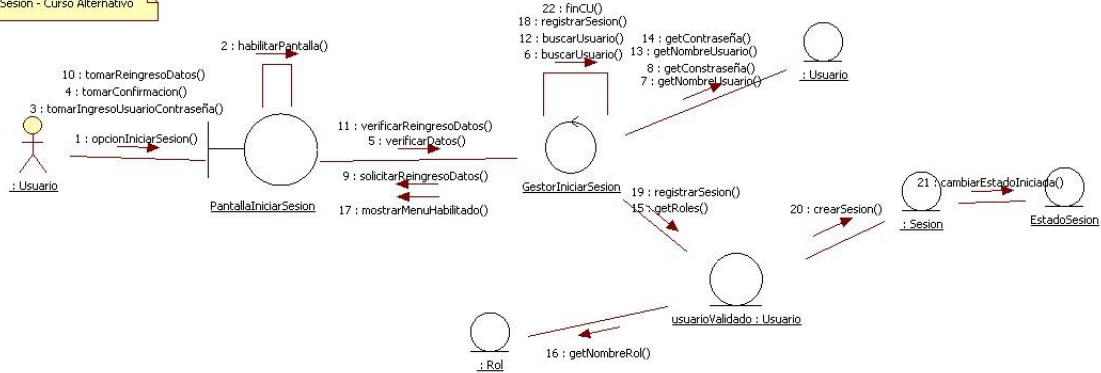 Sesion - Curso Alternativo
22 : finCU()
18 : registrarSesion()
12 : buscarUsuario()
6 : buscarUsuario()
14 : getContraseña()
13 : getNombreUsuario()
8 : getConstraseña()
7 : getNombreUsuario()
: Usuario
2 : habilitarPantalla()
10 : tomarReingresoDatos()
4 : tomarConfirmacion()
3 : tomarIngresoUsuarioContraseña()
1 : opcionIniciarSesion()
: Usuario
PantallaIniciarSesion
11 : verificarReingresoDatos()
5 : verificarDatos()
9 : solicitarReingresoDatos()
17 : mostrarMenuHabilitado()
GestorIniciarSesion
19 : registrarSesion()
15 : getRoles()
20 : crearSesion()
21 : cambiarEstadoIniciada()
: Sesion
EstadoSesion
usuarioValidado : Usuario
16 : getNombreRol()
: Rol